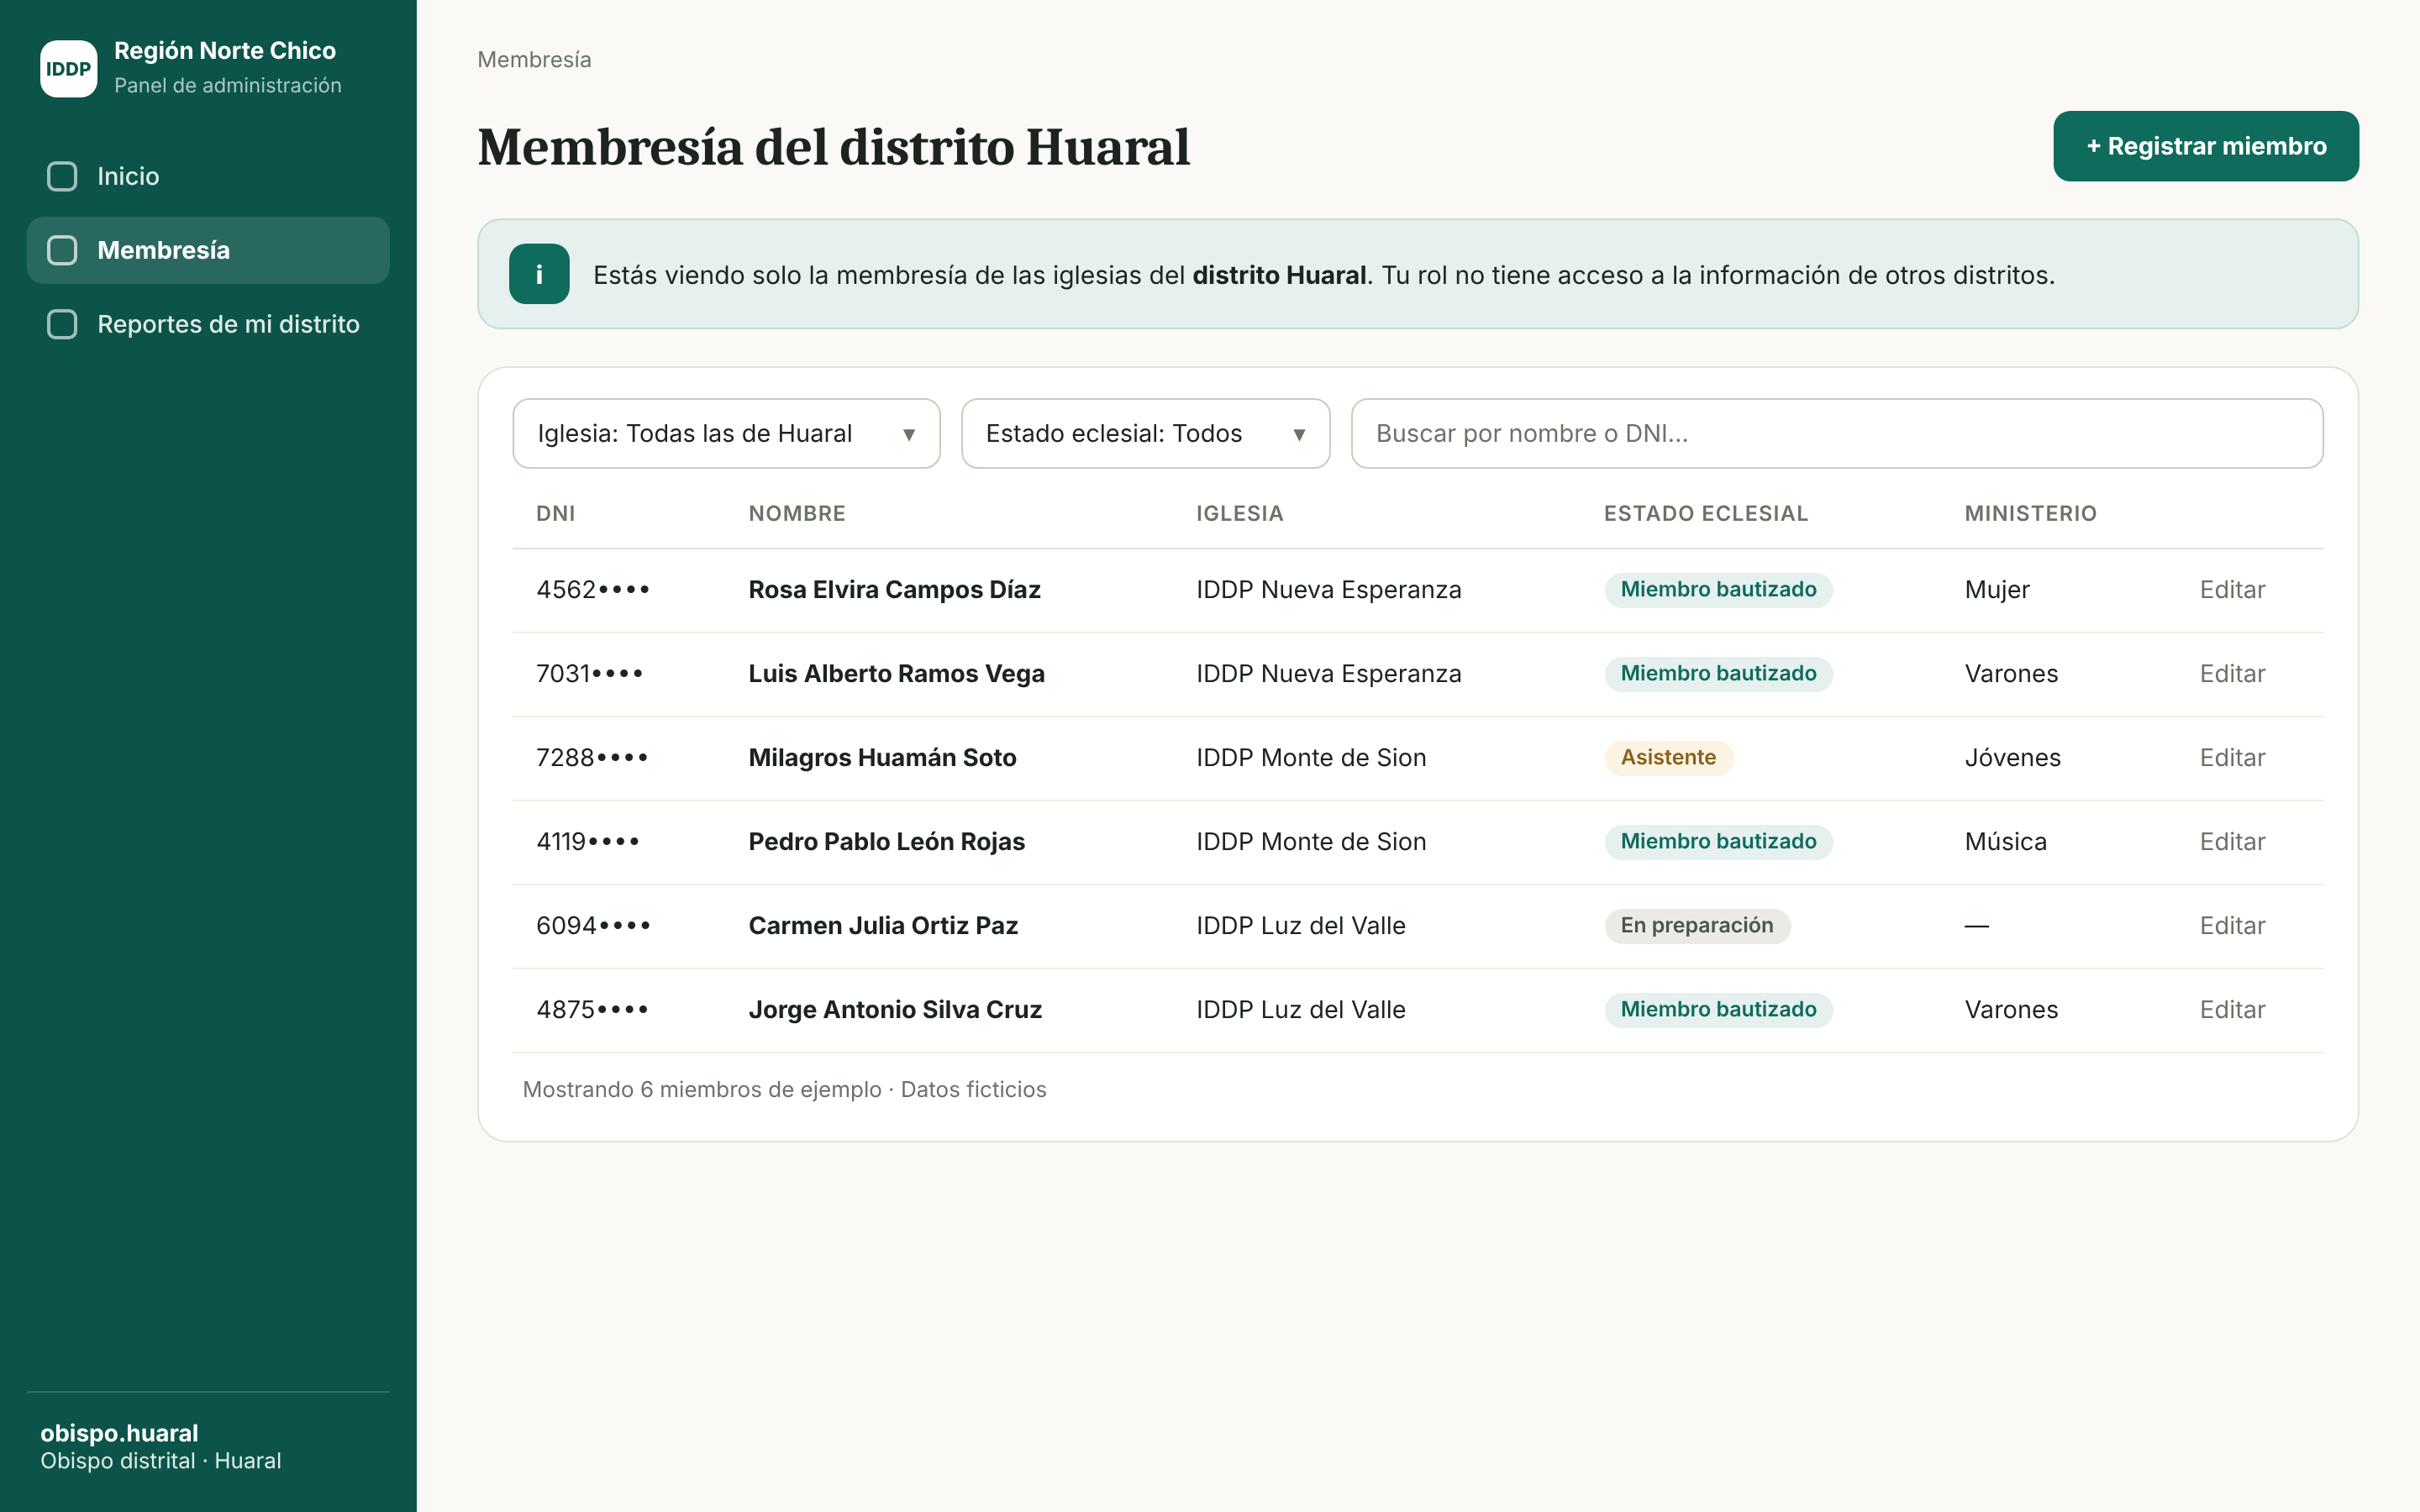 IDDP
Región Norte Chico
Panel de administración
Inicio
Membresía
Reportes de mi distrito
obispo.huaral
Obispo distrital · Huaral
Membresía
Membresía del distrito Huaral
+ Registrar miembro
i
Estás viendo solo la membresía de las iglesias del distrito Huaral. Tu rol no tiene acceso a la información de otros distritos.
Iglesia: Todas las de Huaral ▾ Estado eclesial: Todos ▾ Buscar por nombre o DNI...
DNI NOMBRE IGLESIA ESTADO ECLESIAL MINISTERIO
4562•••• Rosa Elvira Campos Díaz IDDP Nueva Esperanza Miembro bautizado Mujer Editar
7031•••• Luis Alberto Ramos Vega IDDP Nueva Esperanza Miembro bautizado Varones Editar
7288•••• Milagros Huamán Soto IDDP Monte de Sion Asistente Jóvenes Editar
4119•••• Pedro Pablo León Rojas IDDP Monte de Sion Miembro bautizado Música Editar
6094•••• Carmen Julia Ortiz Paz IDDP Luz del Valle En preparación — Editar
4875•••• Jorge Antonio Silva Cruz IDDP Luz del Valle Miembro bautizado Varones Editar
Mostrando 6 miembros de ejemplo · Datos ficticios